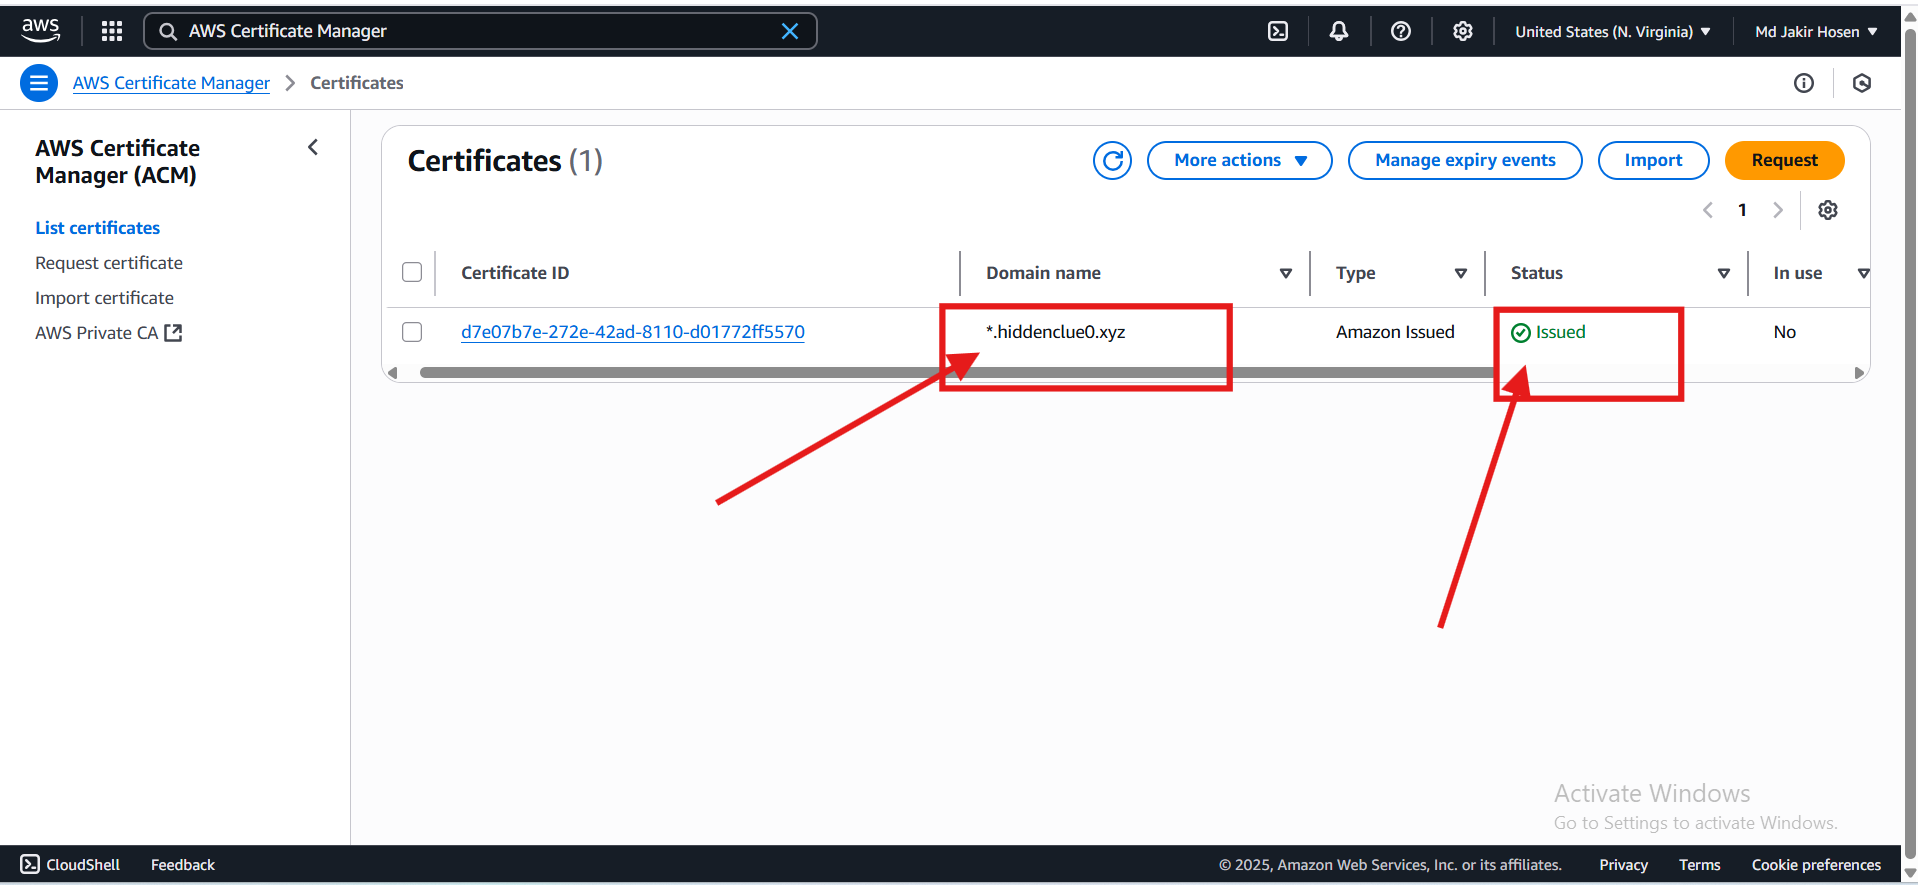 aws
AWS Certificate Manager
United States (N. Virginia)
Md Jakir Hosen
AWS Certificate Manager
Certificates
AWS Certificate
Manager (ACM)
List certificates
Request certificate
Import certificate
AWS Private CA
Certificates (1)
More actions
Manage expiry events
Import
Request
1
Certificate ID
Domain name
Type
Status
In use
d7e07b7e-272e-42ad-8110-d01772ff5570
*.hiddenclue0.xyz
Amazon Issued
Issued
No
Activate Windows
Go to Settings to activate Windows.
CloudShell
Feedback
© 2025, Amazon Web Services, Inc. or its affiliates.
Privacy
Terms
Cookie preferences